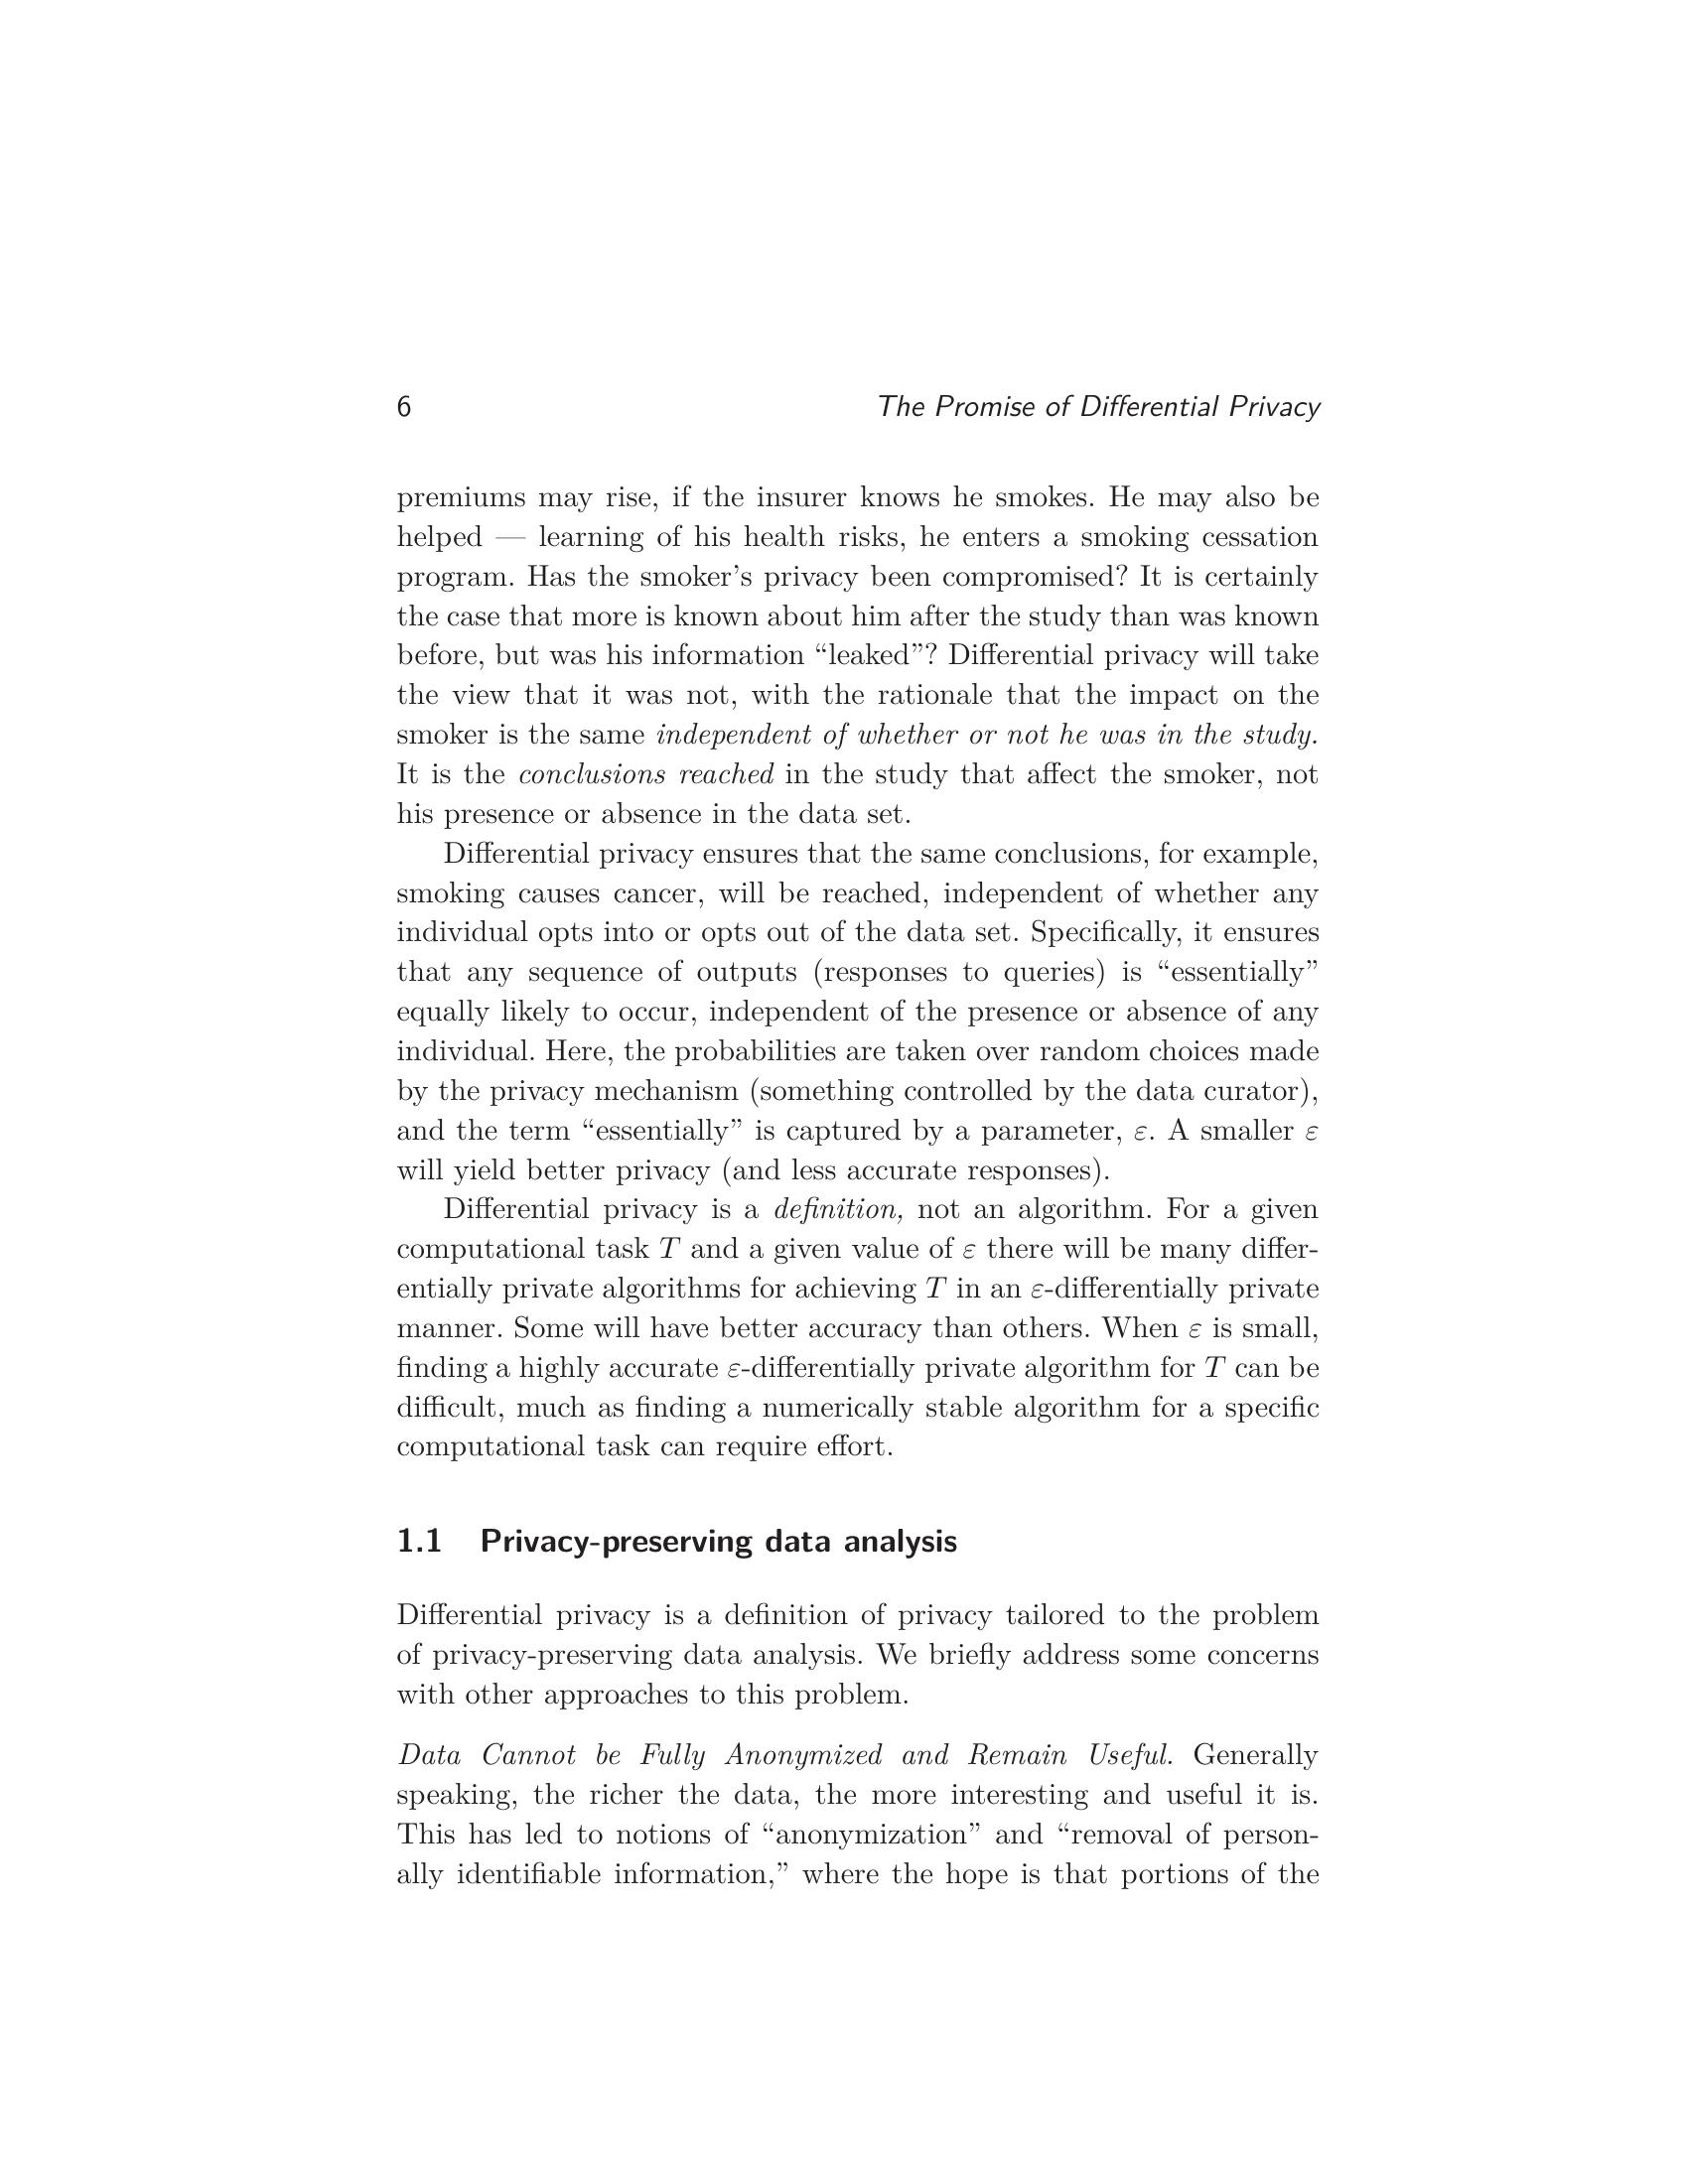 6 The Promise of Differential Privacy
premiums may rise, if the insurer knows he smokes. He may also be
helped — learning of his health risks, he enters a smoking cessation
program. Has the smoker's privacy been compromised? It is certainly
the case that more is known about him after the study than was known
before, but was his information “leaked”? Differential privacy will take
the view that it was not, with the rationale that the impact on the
smoker is the same independent of whether or not he was in the study.
It is the conclusions reached in the study that affect the smoker, not
his presence or absence in the data set.
Differential privacy ensures that the same conclusions, for example,
smoking causes cancer, will be reached, independent of whether any
individual opts into or opts out of the data set. Specifically, it ensures
that any sequence of outputs (responses to queries) is “essentially”
equally likely to occur, independent of the presence or absence of any
individual. Here, the probabilities are taken over random choices made
by the privacy mechanism (something controlled by the data curator),
and the term “essentially” is captured by a parameter, ε. A smaller ε
will yield better privacy (and less accurate responses).
Differential privacy is a definition, not an algorithm. For a given
computational task T and a given value of ε there will be many differ-
entially private algorithms for achieving T in an ε-differentially private
manner. Some will have better accuracy than others. When ε is small,
finding a highly accurate ε-differentially private algorithm for T can be
difficult, much as finding a numerically stable algorithm for a specific
computational task can require effort.
1.1 Privacy-preserving data analysis
Differential privacy is a definition of privacy tailored to the problem
of privacy-preserving data analysis. We briefly address some concerns
with other approaches to this problem.
Data Cannot be Fully Anonymized and Remain Useful. Generally
speaking, the richer the data, the more interesting and useful it is.
This has led to notions of “anonymization” and “removal of person-
ally identifiable information,” where the hope is that portions of the